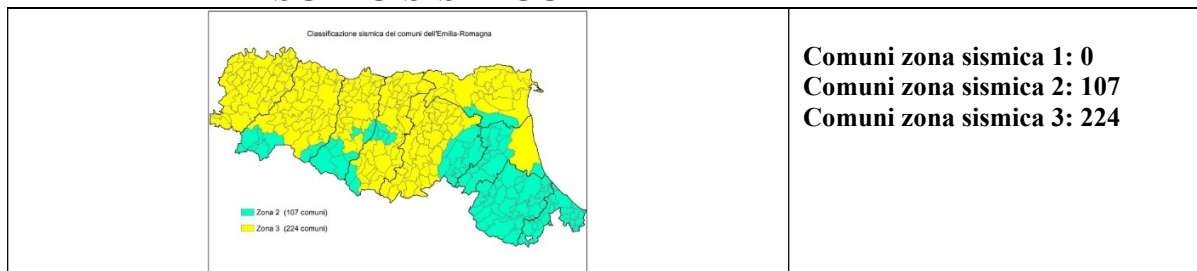 Classificazione sismica dei comuni dell'Emilia-Romagna
Zona 2 (107 comuni)
Zona 3 (224 comuni)
Comuni zona sismica 1: 0
Comuni zona sismica 2: 107
Comuni zona sismica 3: 224